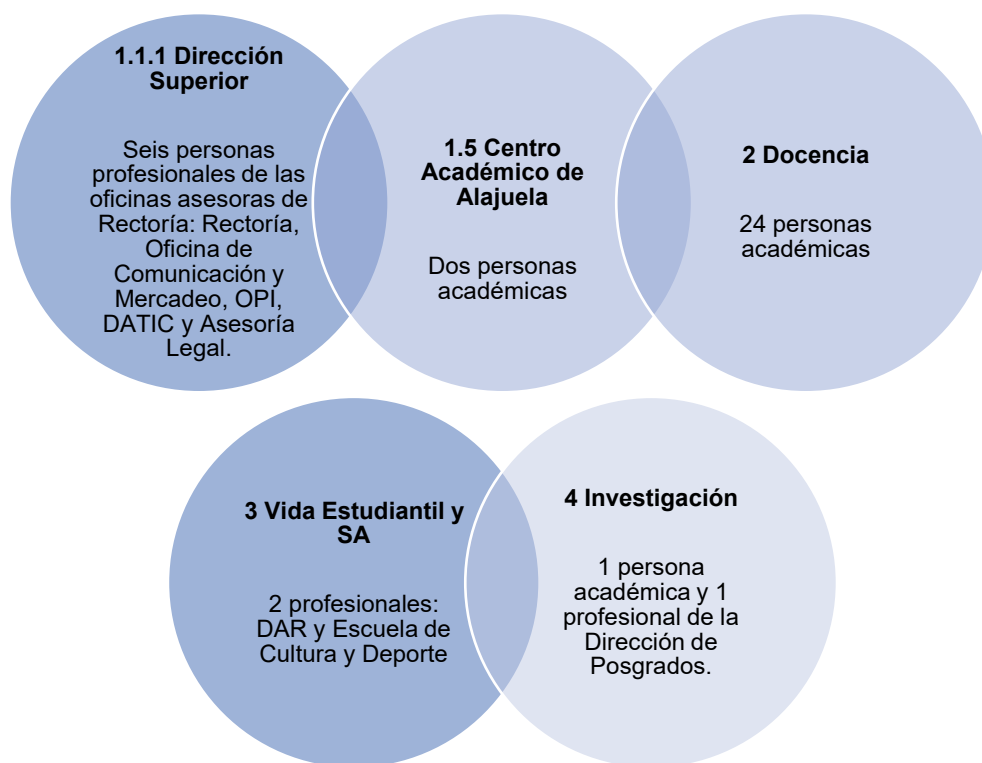 1.1.1 Dirección
Superior
Seis personas
profesionales de las
oficinas asesoras de
Rectoría: Rectoría,
Oficina de
Comunicación y
Mercadeo, OPI,
DATIC y Asesoría
Legal.
1.5 Centro
Académico de
Alajuela
Dos personas
académicas
2 Docencia
24 personas
académicas
3 Vida Estudiantil y
SA
2 profesionales:
DAR y Escuela de
Cultura y Deporte
4 Investigación
1 persona
académica y 1
profesional de la
Dirección de
Posgrados.